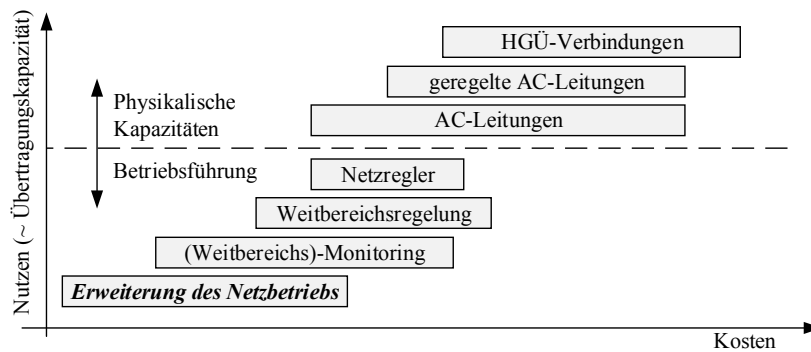 HGÜ-Verbindungen
geregelte AC-Leitungen
AC-Leitungen
Physikalische
Kapazitäten
Betriebsführung
Netzregler
Weitbereichsregelung
(Weitbereichs)-Monitoring
Erweiterung des Netzbetriebs
Nutzen (~ Übertragungskapazität)
Kosten